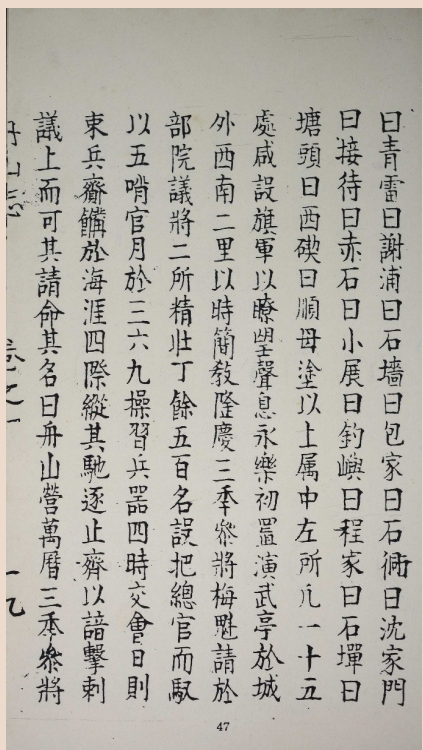 曰青雷曰謝浦曰石墻曰包家曰石衕曰沈家門
曰接待曰赤石曰小展曰釣嶼曰程家曰石墠曰
塘頭曰西碶曰順母塗以上属中左所凢一十五
處咸設旗軍以瞭望聲息永樂初置演武亭於城
外西南二里以時簡敎隆慶三年叅將梅魁請於
部院議將二所精壯丁餘五百名設把總官而馭
以五哨官月於三六九操習兵器四時交會日則
束兵齋餙於海涯四際縱其馳逐止齊以諳擊刺
議上而可其請命其名曰舟山營萬曆三年叅將
舟山志
卷之一
一九
47